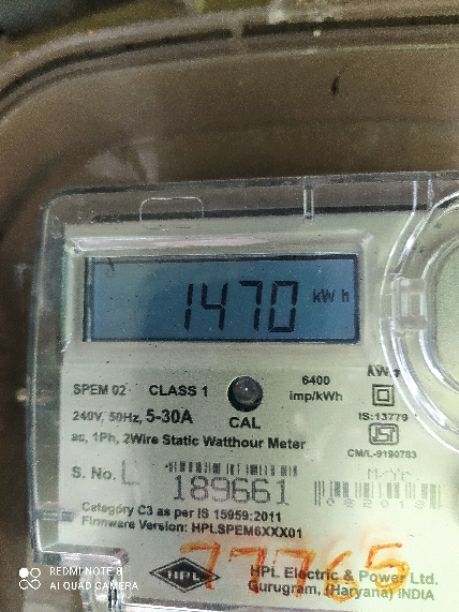 1470 kWh
SPEM 02 CLASS 1 6400 imp/kWh
240V, 50Hz, 5-30A CAL
IS:13779
ac, 1Ph, 2Wire Static Watthour Meter
CM/L-9190783
S. No. L 189661
M/Yr
Category C3 as per IS 15959:2011
Firmware Version: HPLSPEM6XXX01
77765
HPL HPL Electric & Power Ltd.
Gurugram, (Haryana) INDIA
REDMI NOTE 8
AI QUAD CAMERA